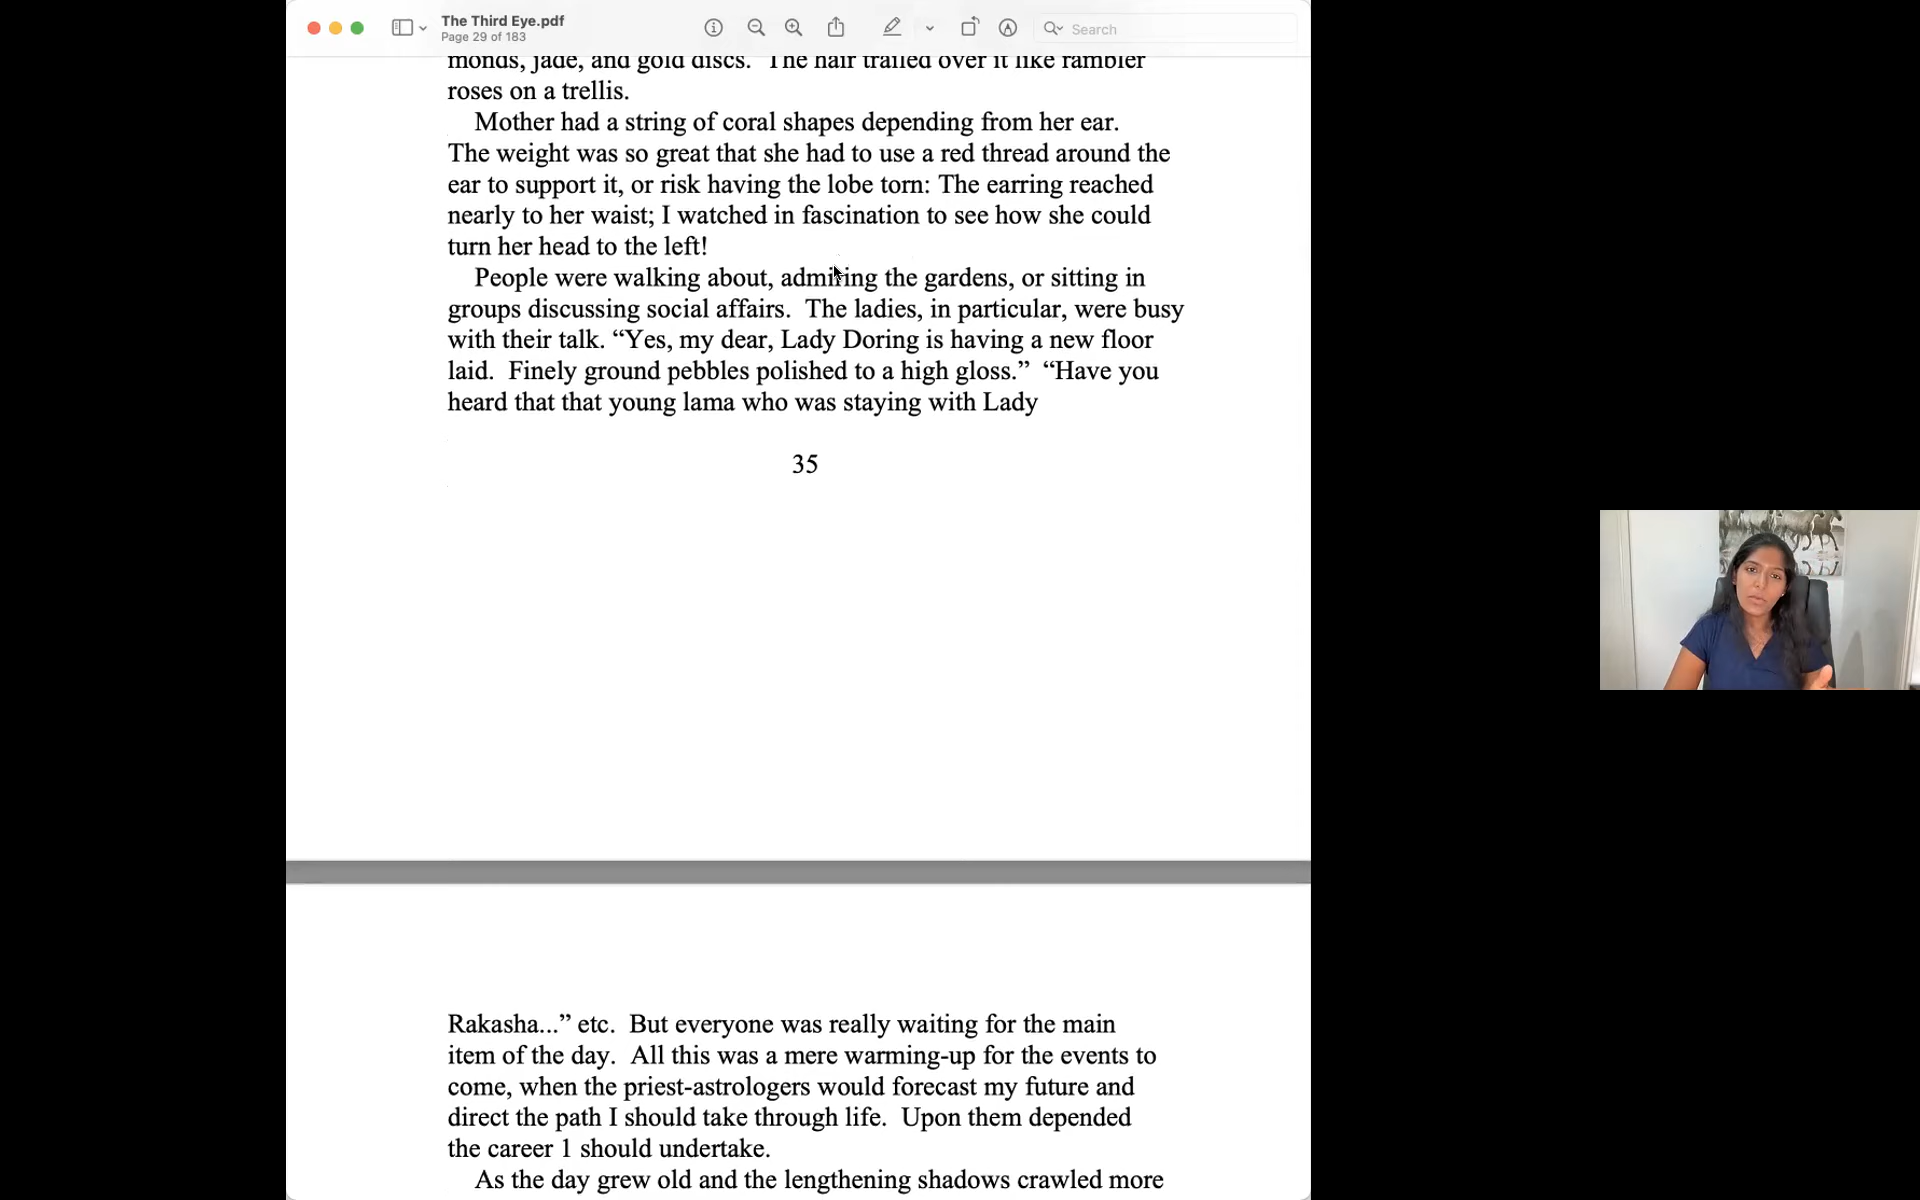 The Third Eye.pdf
Page 29 of 183
Search
monds, jade, and gold discs. The hair trailed over it like rambler
roses on a trellis.
Mother had a string of coral shapes depending from her ear.
The weight was so great that she had to use a red thread around the
ear to support it, or risk having the lobe torn: The earring reached
nearly to her waist; I watched in fascination to see how she could
turn her head to the left!
People were walking about, admiring the gardens, or sitting in
groups discussing social affairs. The ladies, in particular, were busy
with their talk. “Yes, my dear, Lady Doring is having a new floor
laid. Finely ground pebbles polished to a high gloss.” “Have you
heard that that young lama who was staying with Lady
35
Rakasha...” etc. But everyone was really waiting for the main
item of the day. All this was a mere warming-up for the events to
come, when the priest-astrologers would forecast my future and
direct the path I should take through life. Upon them depended
the career 1 should undertake.
As the day grew old and the lengthening shadows crawled more